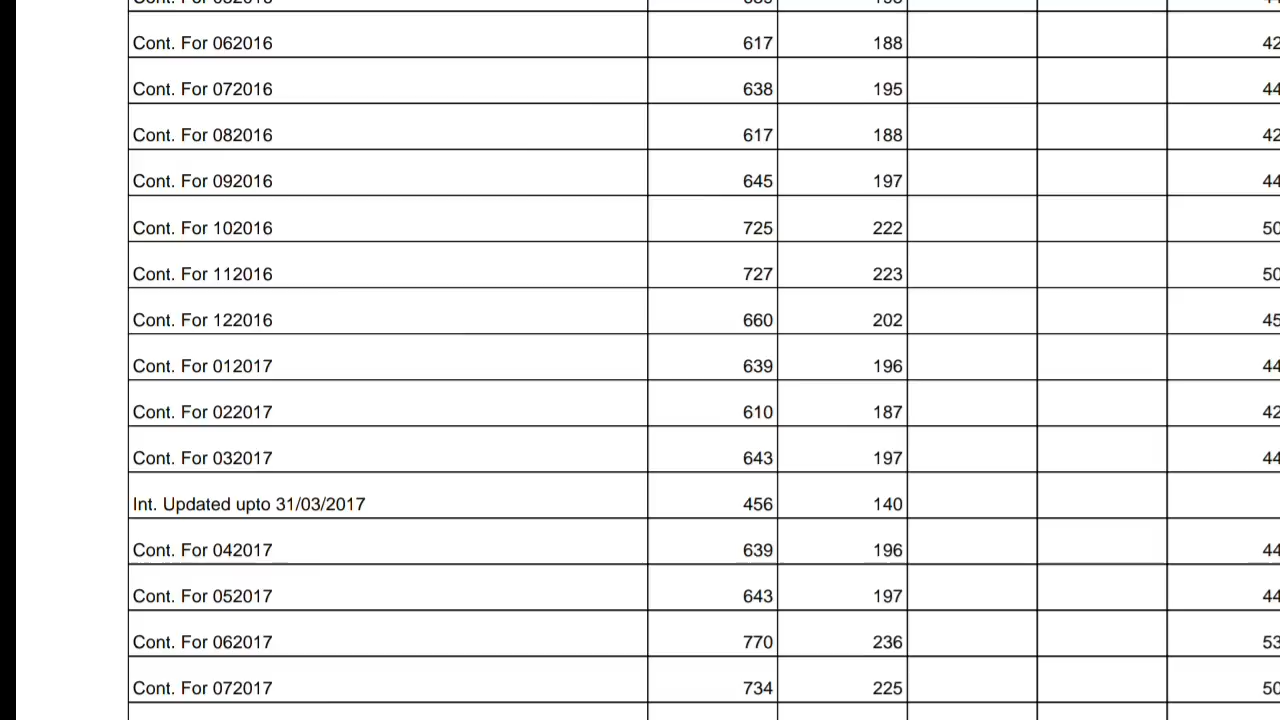 Cont. For 062016 617 188 42
Cont. For 072016 638 195 44
Cont. For 082016 617 188 42
Cont. For 092016 645 197 44
Cont. For 102016 725 222 50
Cont. For 112016 727 223 50
Cont. For 122016 660 202 45
Cont. For 012017 639 196 44
Cont. For 022017 610 187 42
Cont. For 032017 643 197 44
Int. Updated upto 31/03/2017 456 140
Cont. For 042017 639 196 44
Cont. For 052017 643 197 44
Cont. For 062017 770 236 53
Cont. For 072017 734 225 50